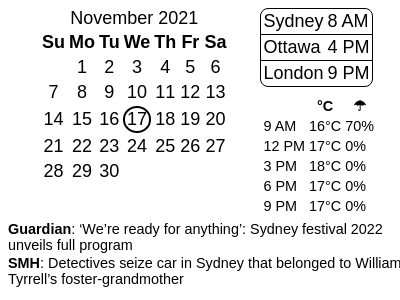 November 2021
Su Mo Tu We Th Fr Sa
1 2 3 4 5 6
7 8 9 10 11 12 13
14 15 16 17 18 19 20
21 22 23 24 25 26 27
28 29 30
Sydney 8 AM
Ottawa 4 PM
London 9 PM
°C ☂
9 AM 16°C 70%
12 PM 17°C 0%
3 PM 18°C 0%
6 PM 17°C 0%
9 PM 17°C 0%
Guardian: ‘We’re ready for anything’: Sydney festival 2022
unveils full program
SMH: Detectives seize car in Sydney that belonged to William
Tyrrell’s foster-grandmother